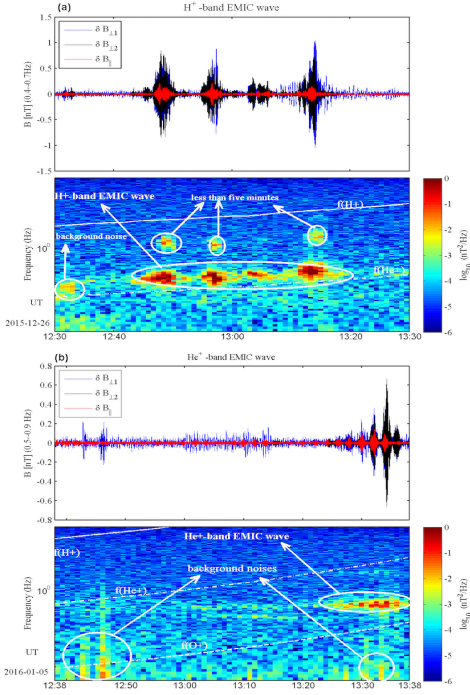 (a) H⁺ -band EMIC wave
1.5
1
0.5
0
-0.5
-1
-1.5
B [nT] (0.4–0.7Hz)
δ B⊥1
δ B⊥2
δ B∥
H+-band EMIC wave
less than five minutes
f(H+)
background noise
f(He+)
Frequency (Hz)
10⁰
0
-1
-2
-3
-4
-5
-6
log₁₀ (nT²/Hz)
UT
2015-12-26
12:30 12:40 13:00 13:20 13:30
(b) He⁺ -band EMIC wave
0.8
0.6
0.4
0.2
0
-0.2
-0.4
-0.6
-0.8
B [nT] (0.5–0.9 Hz)
δ B⊥1
δ B⊥2
δ B∥
He+-band EMIC wave
f(H+)
background noises
f(He+)
f(O+)
Frequency (Hz)
10⁰
0
-1
-2
-3
-4
-5
-6
log₁₀ (nT²/Hz)
UT
2016-01-05
12:38 12:50 13:00 13:10 13:20 13:30 13:38